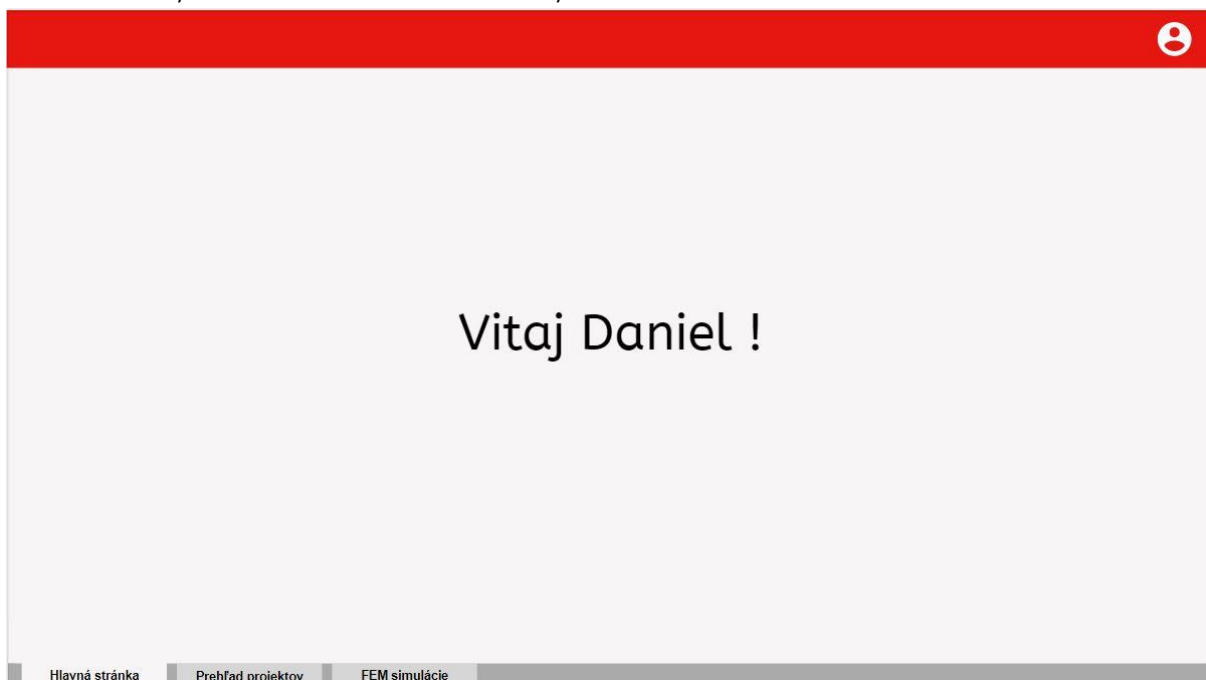 Vitaj Daniel !
Hlavná stránka
Prehľad projektov
FEM simulácie